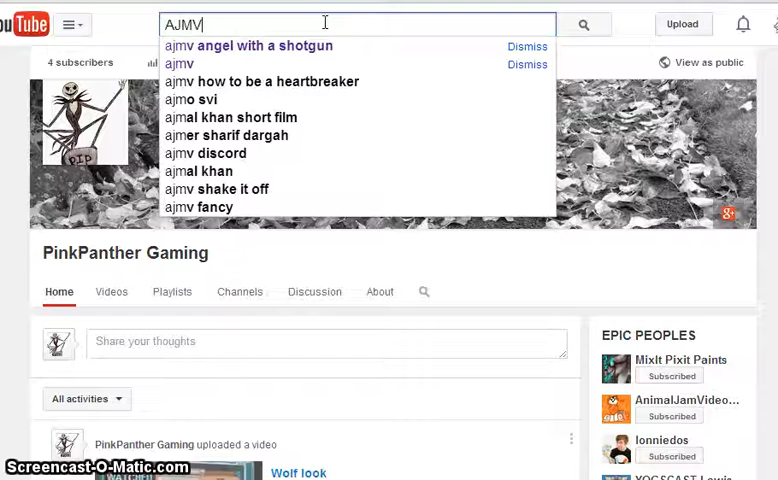 YouTube AJMV Upload
ajmv angel with a shotgun Dismiss
ajmv Dismiss
ajmv how to be a heartbreaker
ajmo svi
ajmal khan short film
ajmer sharif dargah
ajmv discord
ajmal khan
ajmv shake it off
ajmv fancy
4 subscribers View as public
RIP
g+
PinkPanther Gaming
Home Videos Playlists Channels Discussion About
Share your thoughts
All activities
PinkPanther Gaming uploaded a video
Wolf look
EPIC PEOPLES
MixIt Pixit Paints
Subscribed
AnimalJamVideo...
Subscribed
lonniedos
Subscribed
YOGSCAST Lewis
Screencast-O-Matic.com